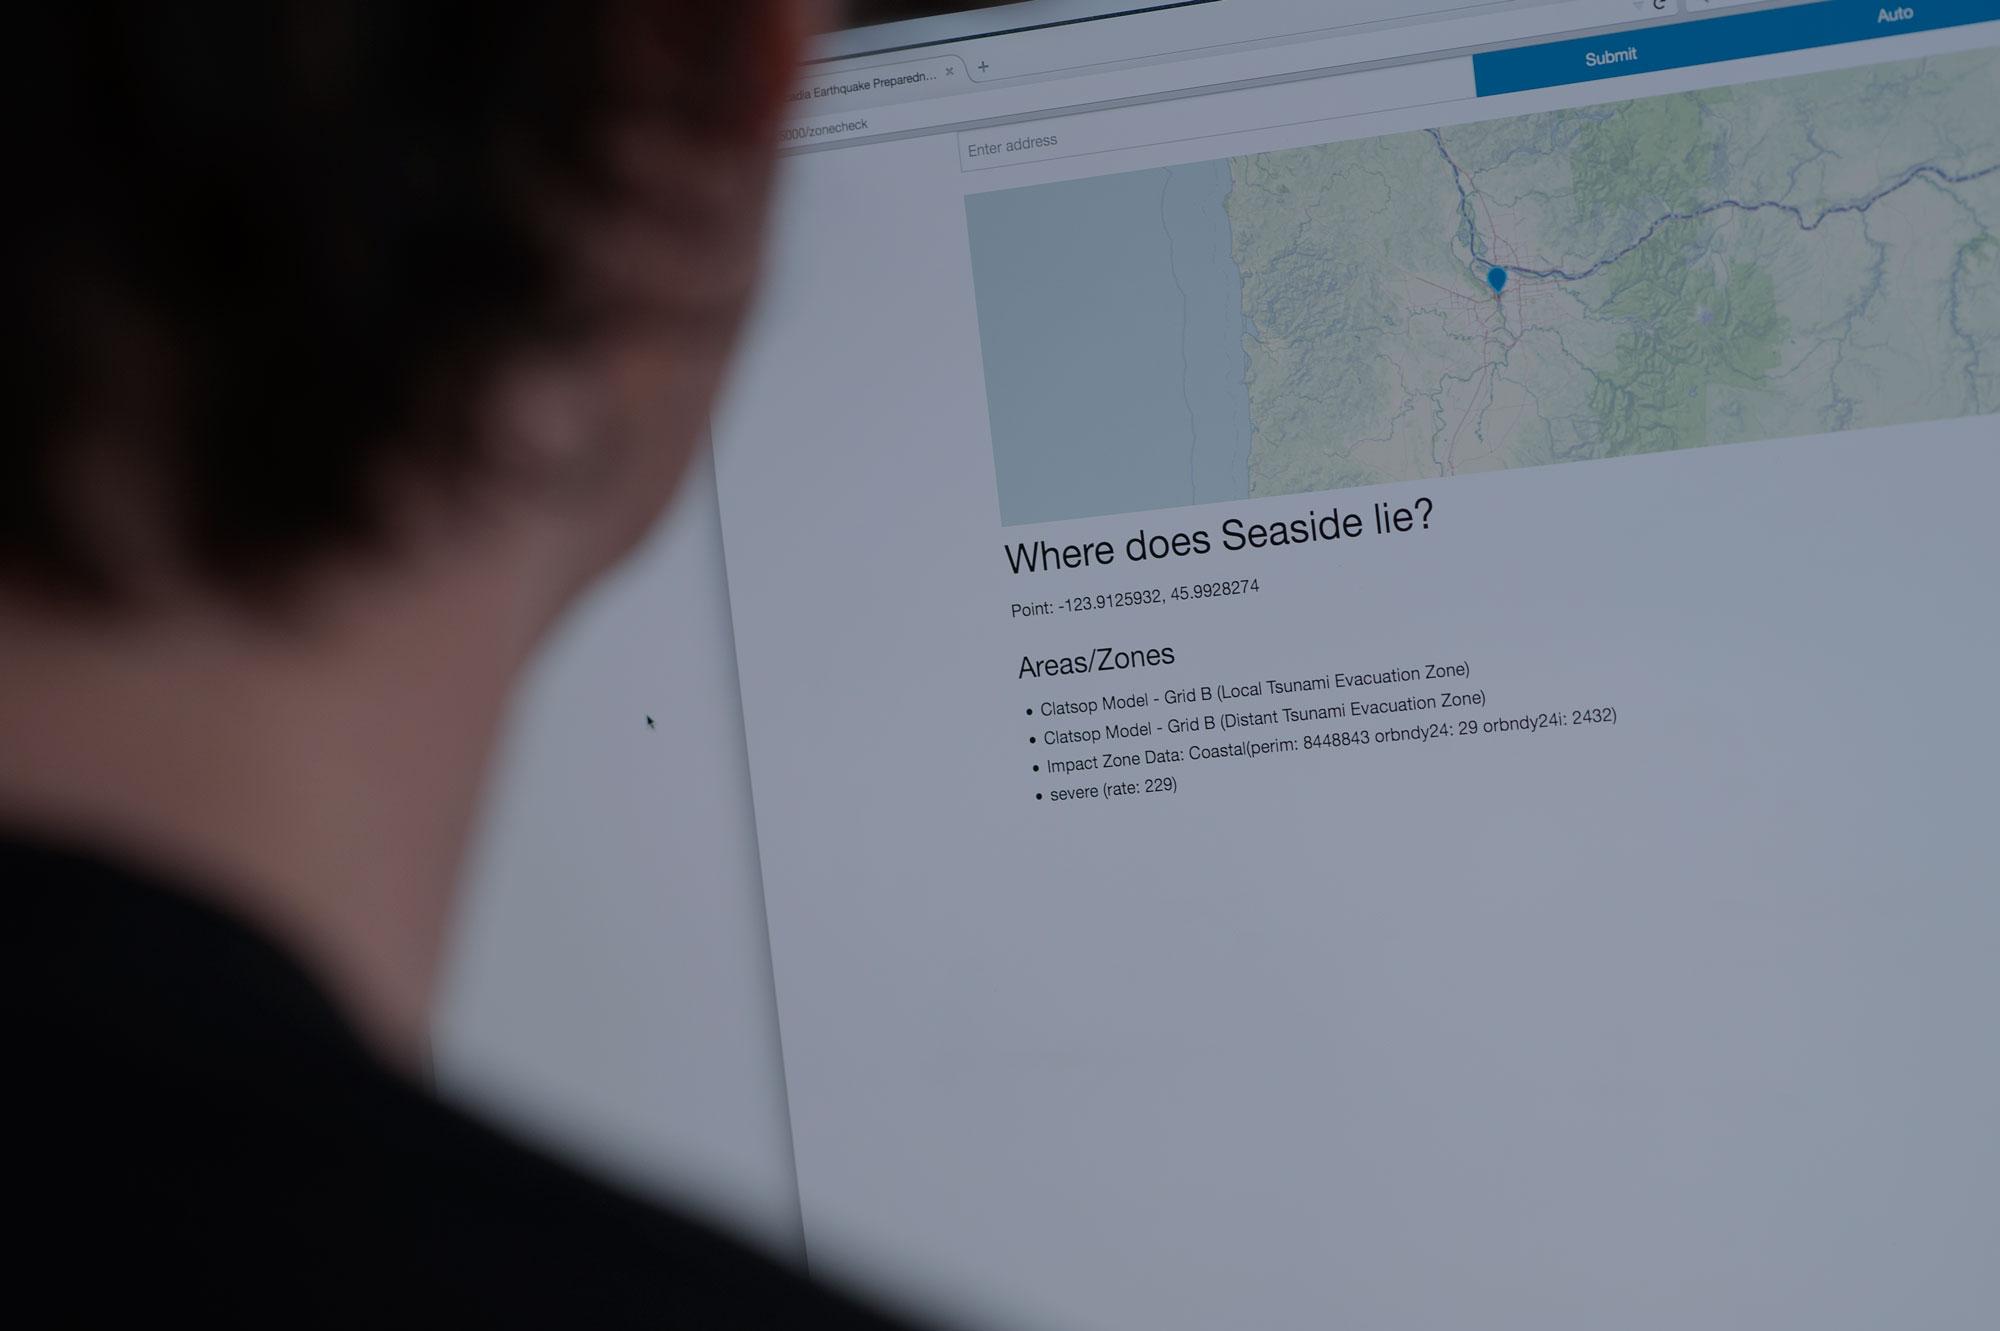 Auto
Submit
Earthquake Preparedn...
000/zonecheck
Enter address
Where does Seaside lie?
Point: -123.9125932, 45.9928274
Areas/Zones
• Clatsop Model - Grid B (Local Tsunami Evacuation Zone)
• Clatsop Model - Grid B (Distant Tsunami Evacuation Zone)
• Impact Zone Data: Coastal(perim: 8448843 orbndy24: 29 orbndy24i: 2432)
• severe (rate: 229)